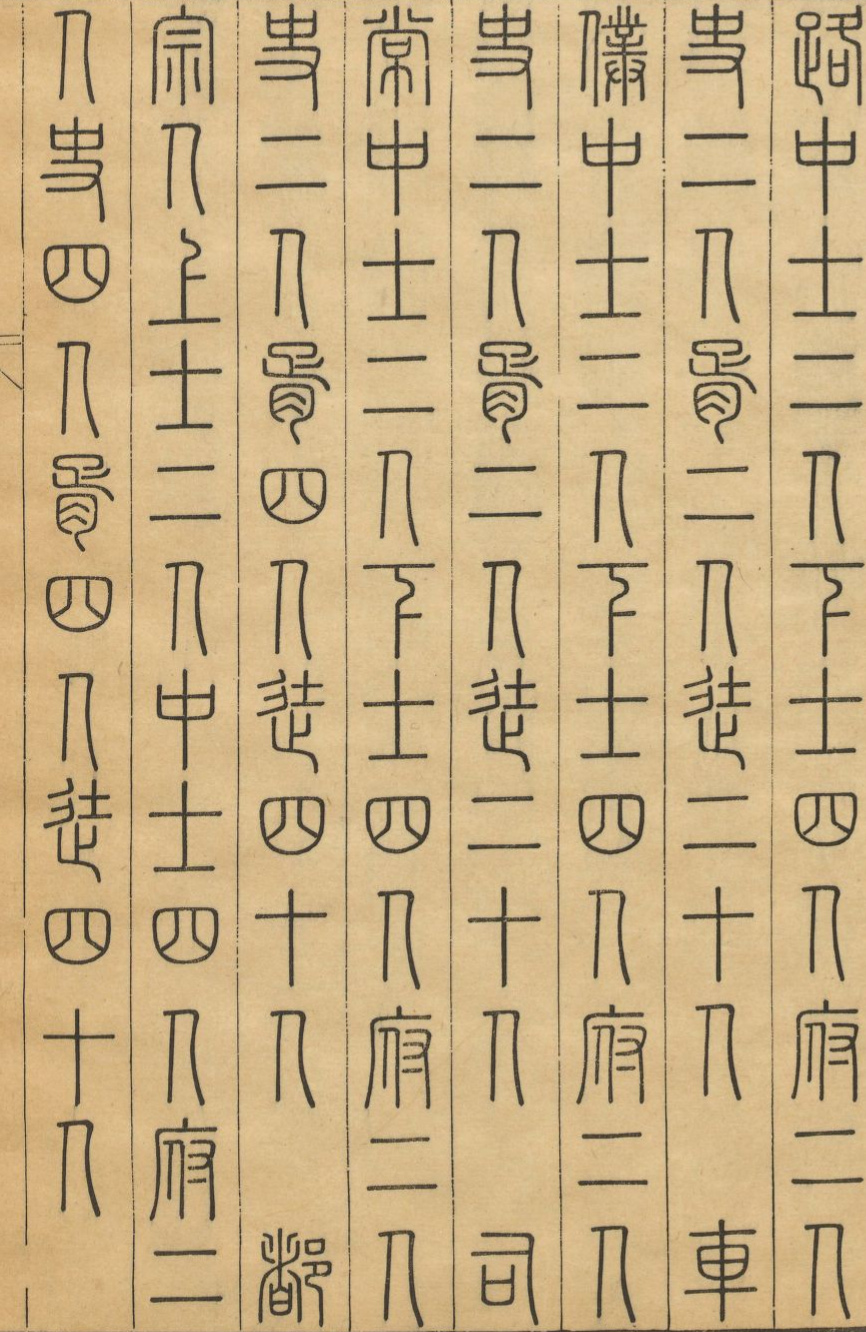 路中士二人下士四人府二人
史二人胥二人徒二十人 車
僕中士二人下士四人府二人
史二人胥二人徒二十人 司
常中士二人下士四人府二人
史二人胥四人徒四十人 都
宗人上士二人中士四人府二
人史四人胥四人徒四十人